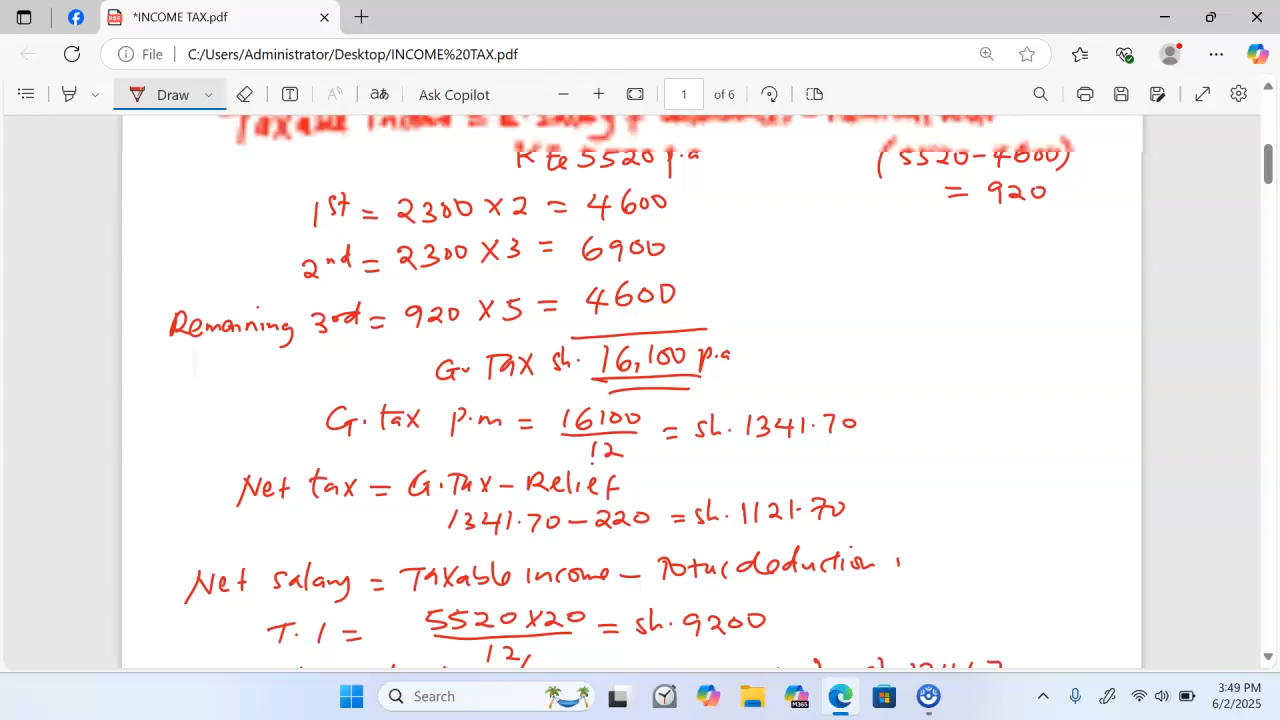 *INCOME TAX.pdf
File C:/Users/Administrator/Desktop/INCOME%20TAX.pdf
Draw
Ask Copilot
1 of 6
Taxable Income =
K£ 5520 p.a
(5520-4600)
= 920
1st = 2300 × 2 = 4600
2nd = 2300 × 3 = 6900
Remaining 3rd = 920 × 5 = 4600
G. Tax sh. 16,100 p.a
G. tax p.m = 16100/12 = sh. 1341.70
Net tax = G. Tax - Relief
1341.70 - 220 = sh. 1121.70
Net salary = Taxable income - Total deduction
T.I = 5520 × 20/12 = sh. 9200
Search
3:49 PM
6/2/2025